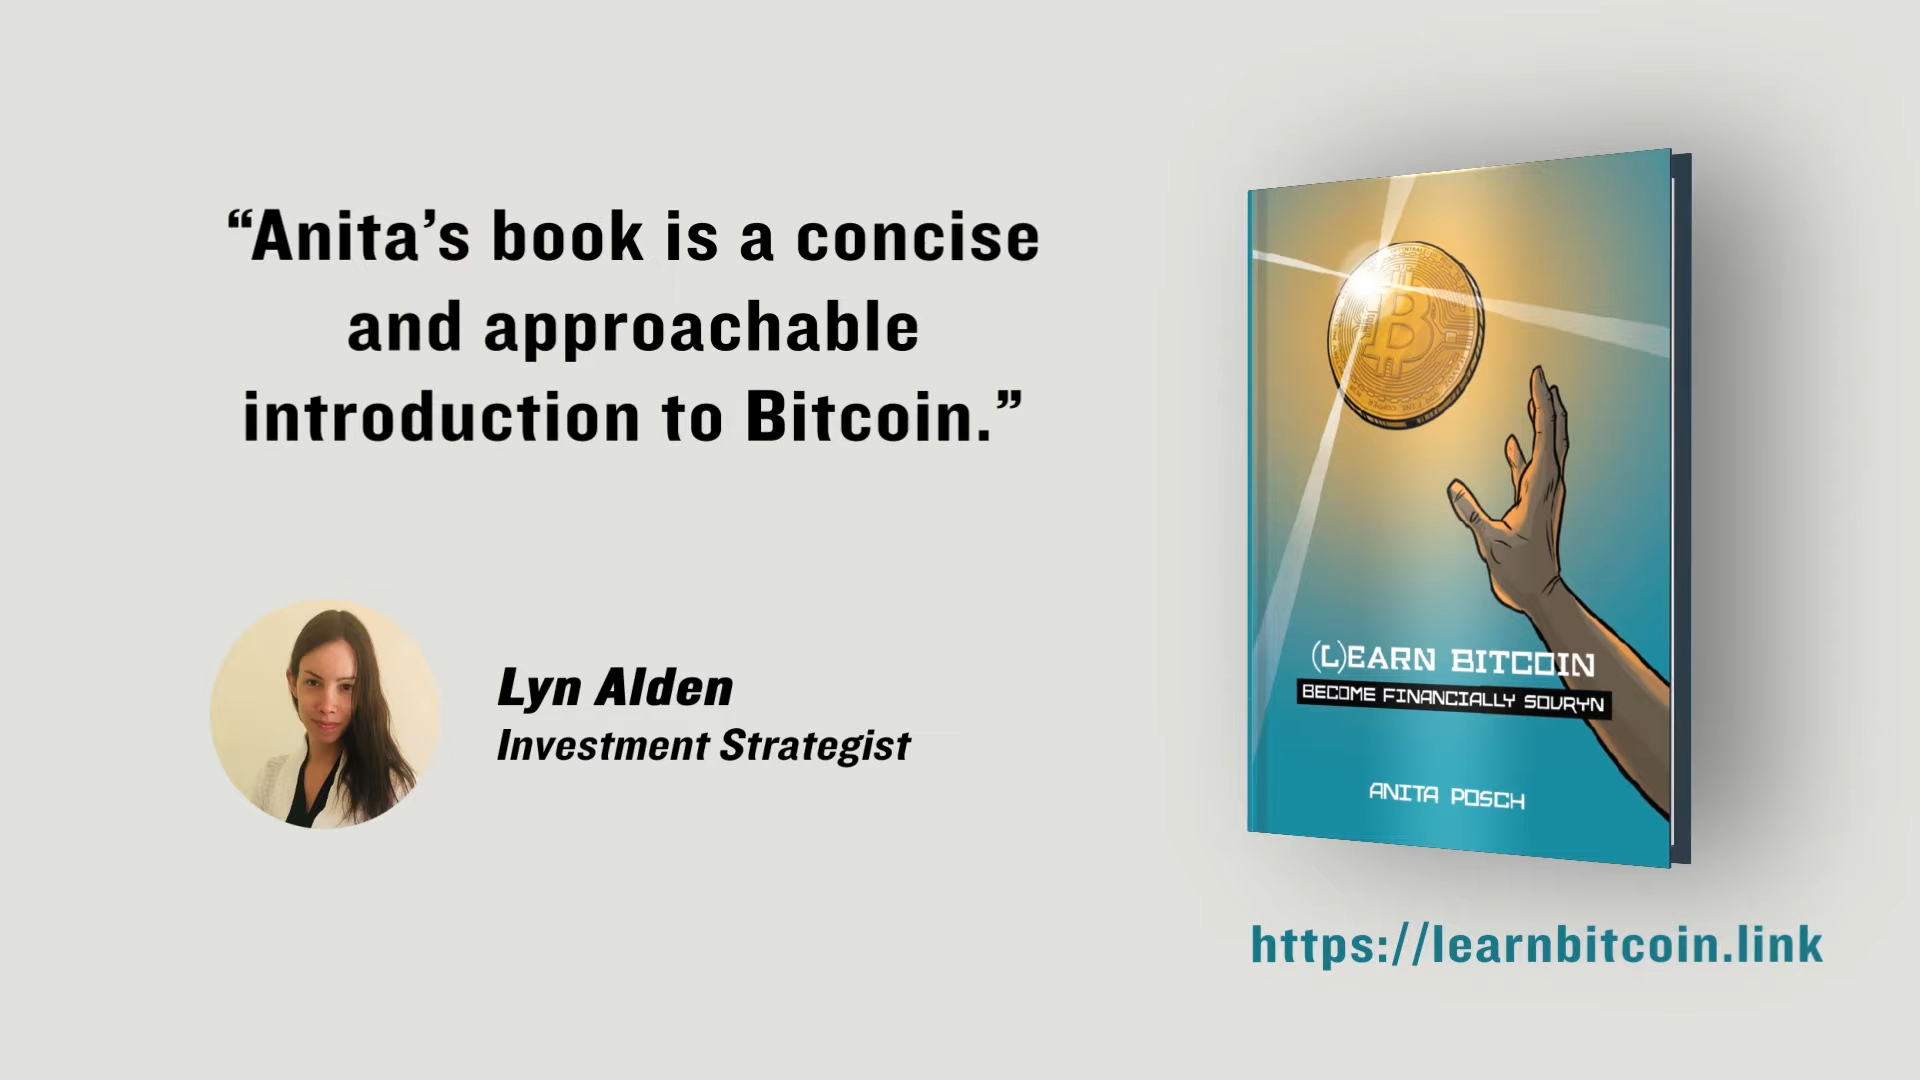 “Anita’s book is a concise
and approachable
introduction to Bitcoin.”
Lyn Alden
Investment Strategist
(L)EARN BITCOIN
BECOME FINANCIALLY SOVRYN
ANITA POSCH
https://learnbitcoin.link